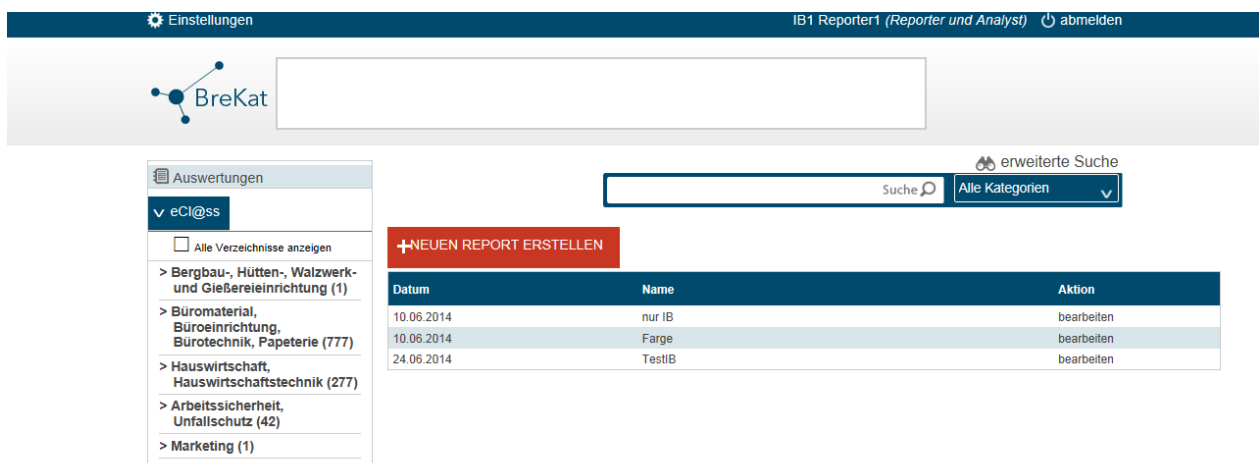 Einstellungen IB1 Reporter1 (Reporter und Analyst) abmelden
BreKat
erweiterte Suche
Auswertungen
Suche Alle Kategorien
eCl@ss
Alle Verzeichnisse anzeigen
+NEUEN REPORT ERSTELLEN
> Bergbau-, Hütten-, Walzwerk-
und Gießereieinrichtung (1)
> Büromaterial,
Büroeinrichtung,
Bürotechnik, Papeterie (777)
> Hauswirtschaft,
Hauswirtschaftstechnik (277)
> Arbeitssicherheit,
Unfallschutz (42)
> Marketing (1)
Datum Name Aktion
10.06.2014 nur IB bearbeiten
10.06.2014 Farge bearbeiten
24.06.2014 TestIB bearbeiten